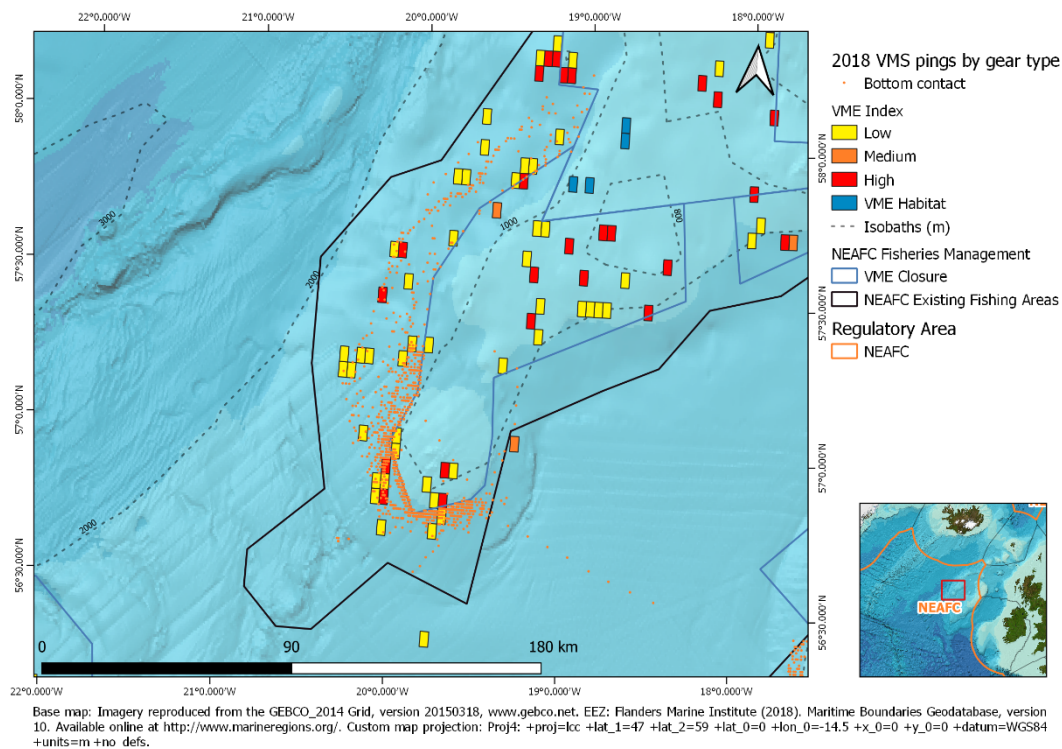 22°0.000'W 21°0.000'W 20°0.000'W 19°0.000'W 18°0.000'W
58°0.000'N
57°30.000'N
57°0.000'N
56°30.000'N
58°0.000'N
57°30.000'N
57°0.000'N
56°30.000'N
3000
2000
1000
800
2000
0 90 180 km
22°0.000'W 21°0.000'W 20°0.000'W 19°0.000'W 18°0.000'W
2018 VMS pings by gear type
Bottom contact
VME Index
Low
Medium
High
VME Habitat
Isobaths (m)
NEAFC Fisheries Management
VME Closure
NEAFC Existing Fishing Areas
Regulatory Area
NEAFC
NEAFC
Base map: Imagery reproduced from the GEBCO_2014 Grid, version 20150318, www.gebco.net. EEZ: Flanders Marine Institute (2018). Maritime Boundaries Geodatabase, version
10. Available online at http://www.marineregions.org/. Custom map projection: Proj4: +proj=lcc +lat_1=47 +lat_2=59 +lat_0=0 +lon_0=-14.5 +x_0=0 +y_0=0 +datum=WGS84
+units=m +no_defs.